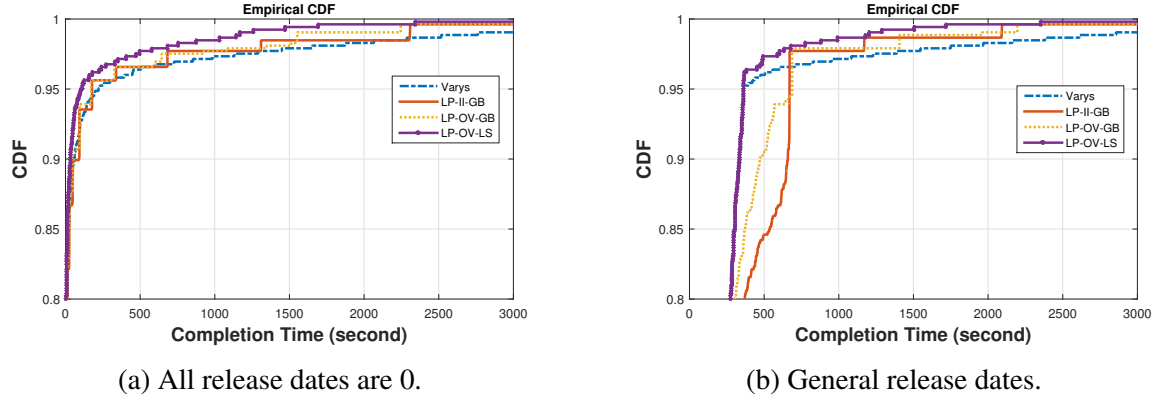 Empirical CDF
1
0.95
0.9
0.85
0.8
CDF
Varys
LP-II-GB
LP-OV-GB
LP-OV-LS
0 500 1000 1500 2000 2500 3000
Completion Time (second)
(a) All release dates are 0.
Empirical CDF
1
0.95
0.9
0.85
0.8
CDF
Varys
LP-II-GB
LP-OV-GB
LP-OV-LS
0 500 1000 1500 2000 2500 3000
Completion Time (second)
(b) General release dates.